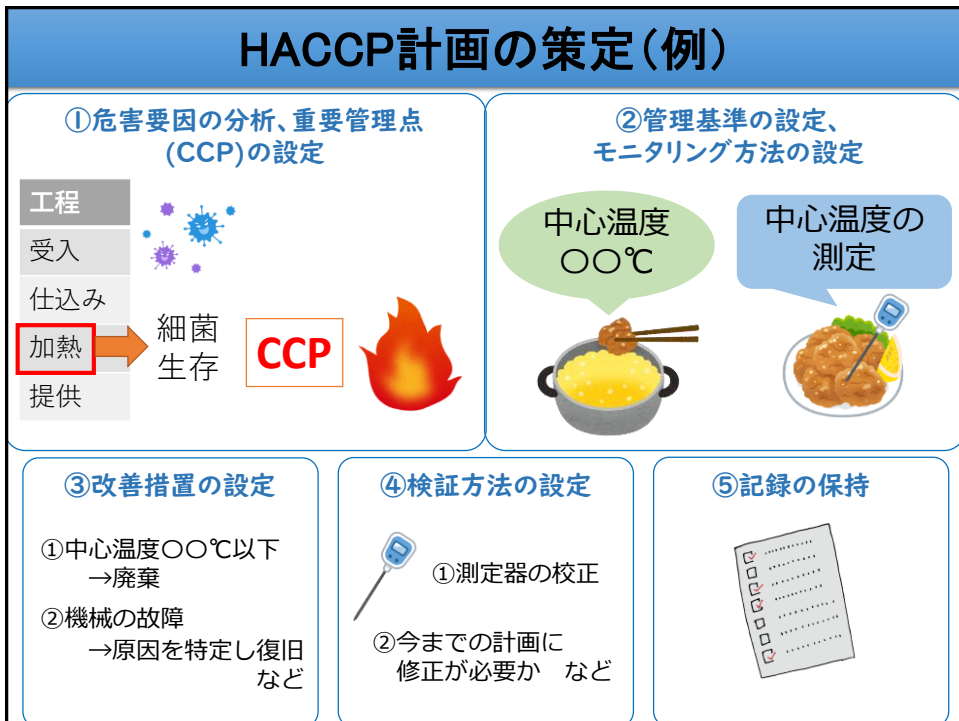 HACCP計画の策定(例)
①危害要因の分析、重要管理点
(CCP)の設定
工程
受入
仕込み
加熱
提供
細菌
生存
CCP
②管理基準の設定、
モニタリング方法の設定
中心温度
〇〇℃
中心温度の
測定
③改善措置の設定
①中心温度〇〇℃以下
→廃棄
②機械の故障
→原因を特定し復旧
など
④検証方法の設定
①測定器の校正
②今までの計画に
修正が必要か　など
⑤記録の保持